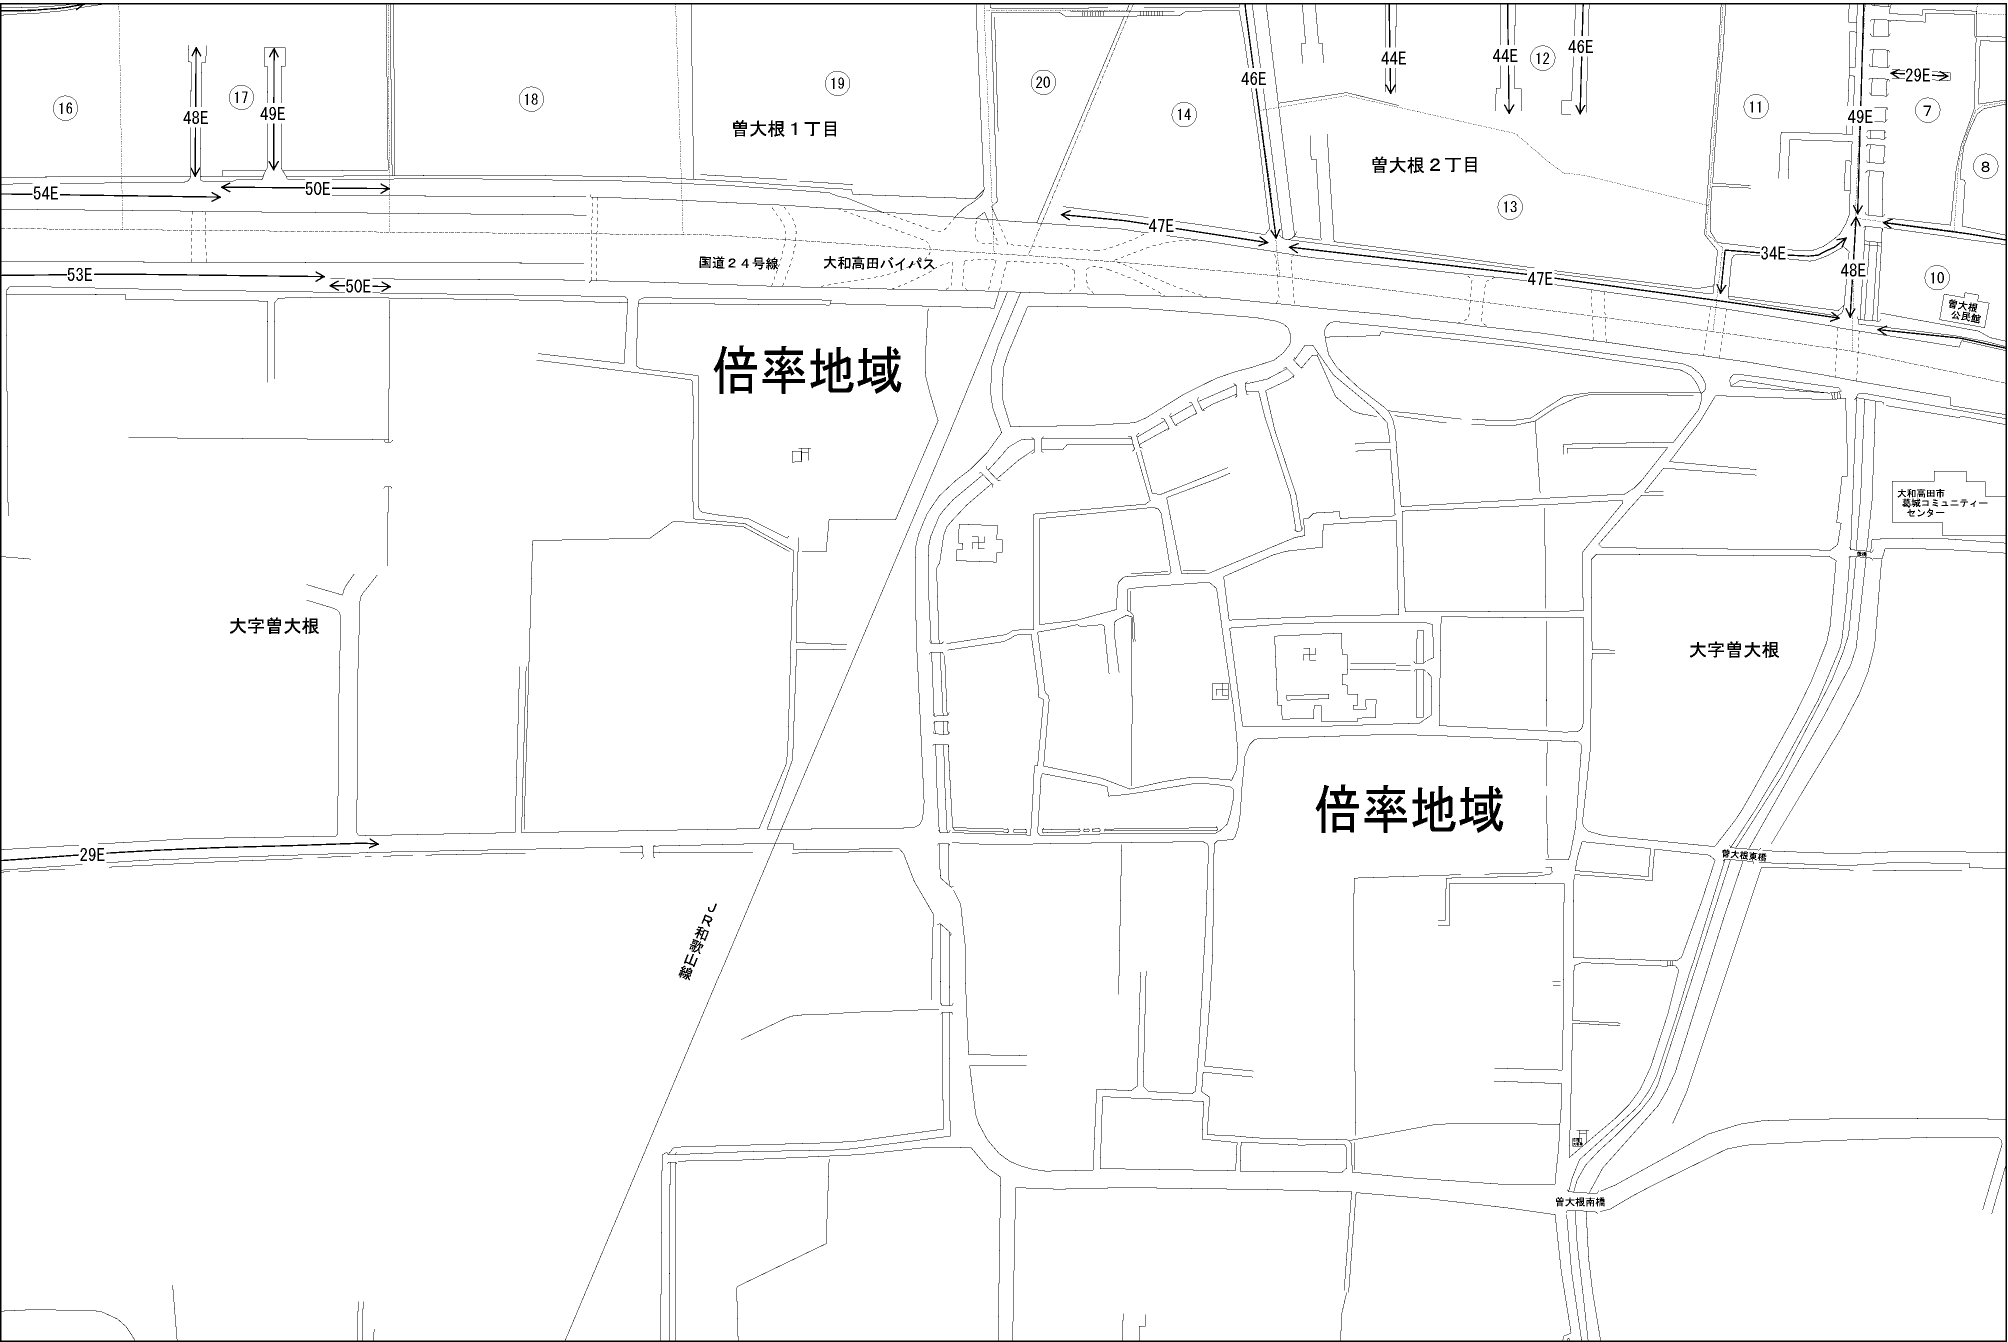 46E
44E
44E
46E
12
29E
16
48E
17
49E
18
19
20
14
11
49E
7
曽大根１丁目
曽大根２丁目
8
54E
50E
47E
13
53E
50E
国道２４号線
大和高田バイパス
47E
34E
48E
10
曽大根
公民館
倍率地域
大和高田市
葛城コミュニティー
センター
大字曽大根
大字曽大根
倍率地域
29E
曽大根東橋
ＪＲ和歌山線
曽大根南橋